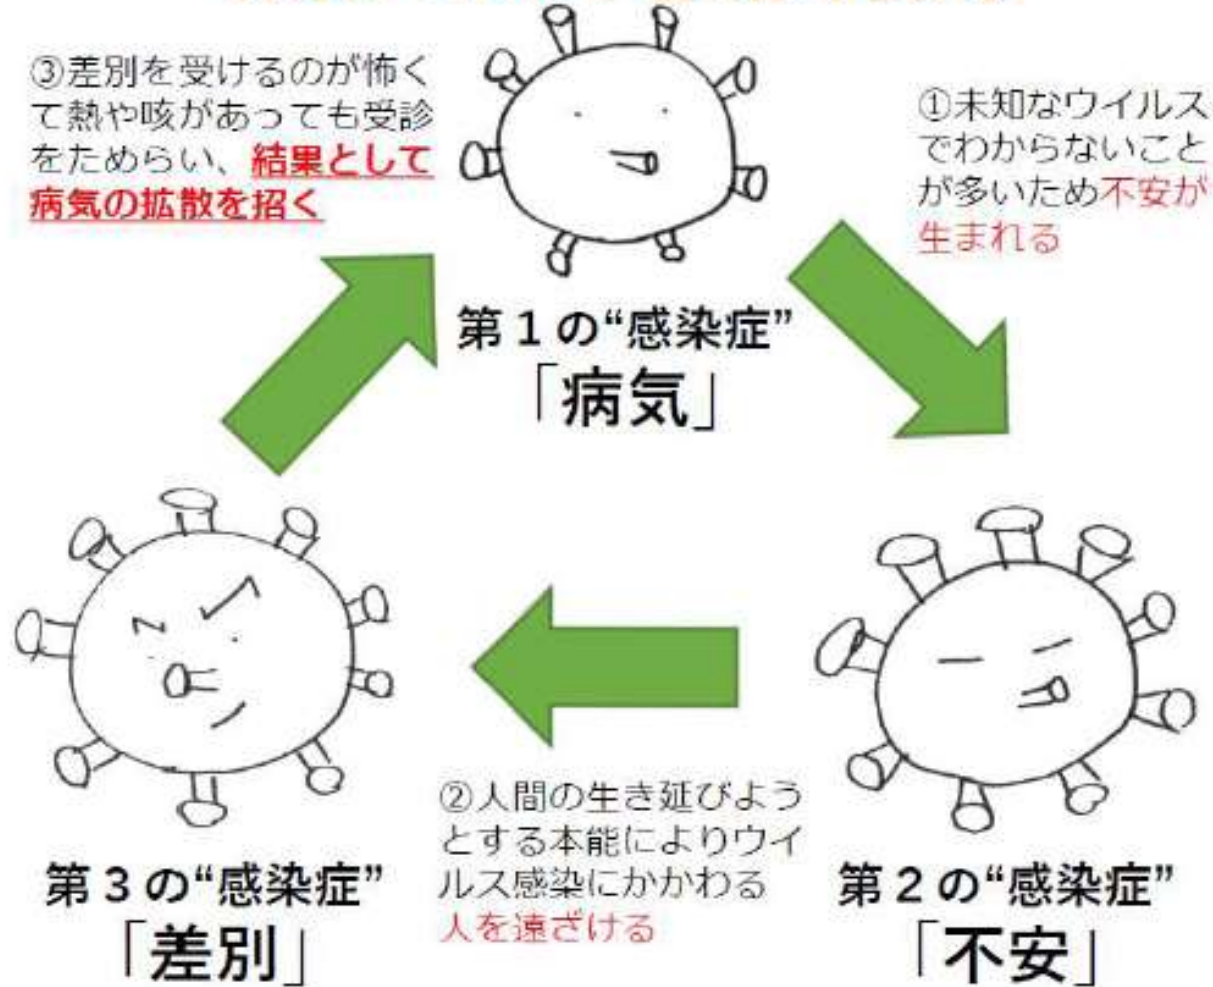 ③差別を受けるのが怖く
て熱や咳があっても受診
をためらい、結果として
病気の拡散を招く
①未知なウイルス
でわからないこと
が多いため不安が
生まれる
第1の“感染症”
「病気」
②人間の生き延びよう
とする本能によりウイ
ルス感染にかかわる
人を遠ざける
第3の“感染症”
「差別」
第2の“感染症”
「不安」